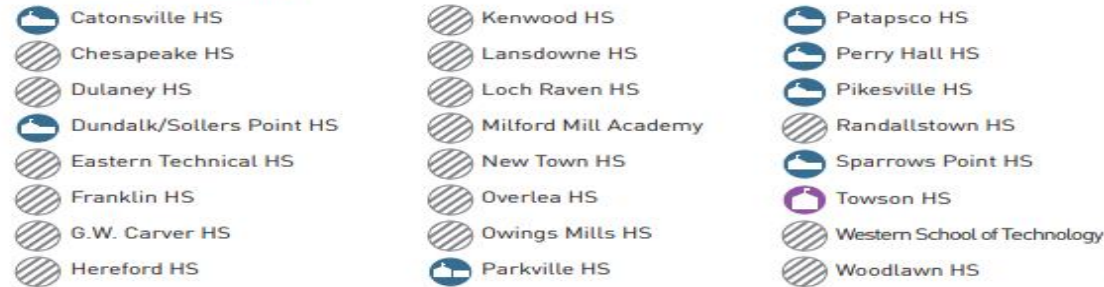 Catonsville HS
Chesapeake HS
Dulaney HS
Dundalk/Sollers Point HS
Eastern Technical HS
Franklin HS
G.W. Carver HS
Hereford HS
Kenwood HS
Lansdowne HS
Loch Raven HS
Milford Mill Academy
New Town HS
Overlea HS
Owings Mills HS
Parkville HS
Patapsco HS
Perry Hall HS
Pikesville HS
Randallstown HS
Sparrows Point HS
Towson HS
Western School of Technology
Woodlawn HS